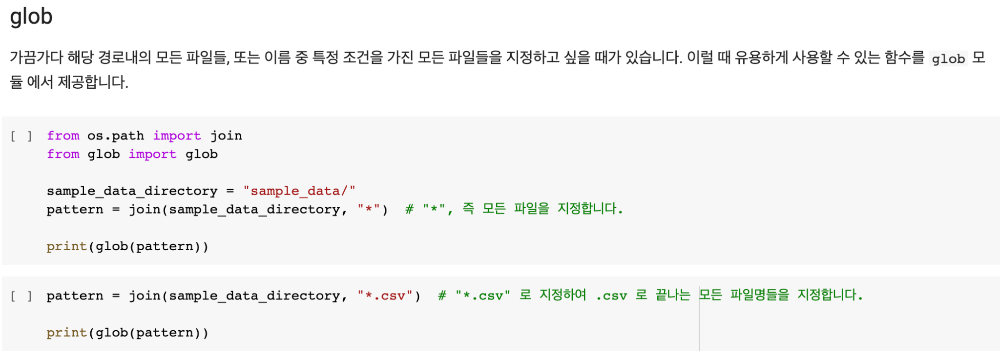 glob
가끔가다 해당 경로내의 모든 파일들, 또는 이름 중 특정 조건을 가진 모든 파일들을 지정하고 싶을 때가 있습니다. 이럴 때 유용하게 사용할 수 있는 함수를 glob 모
듈 에서 제공합니다.
[ ] from os.path import join
from glob import glob
sample_data_directory = "sample_data/"
pattern = join(sample_data_directory, "*")  # "*", 즉 모든 파일을 지정합니다.
print(glob(pattern))
[ ] pattern = join(sample_data_directory, "*.csv")  # "*.csv" 로 지정하여 .csv 로 끝나는 모든 파일명들을 지정합니다.
print(glob(pattern))